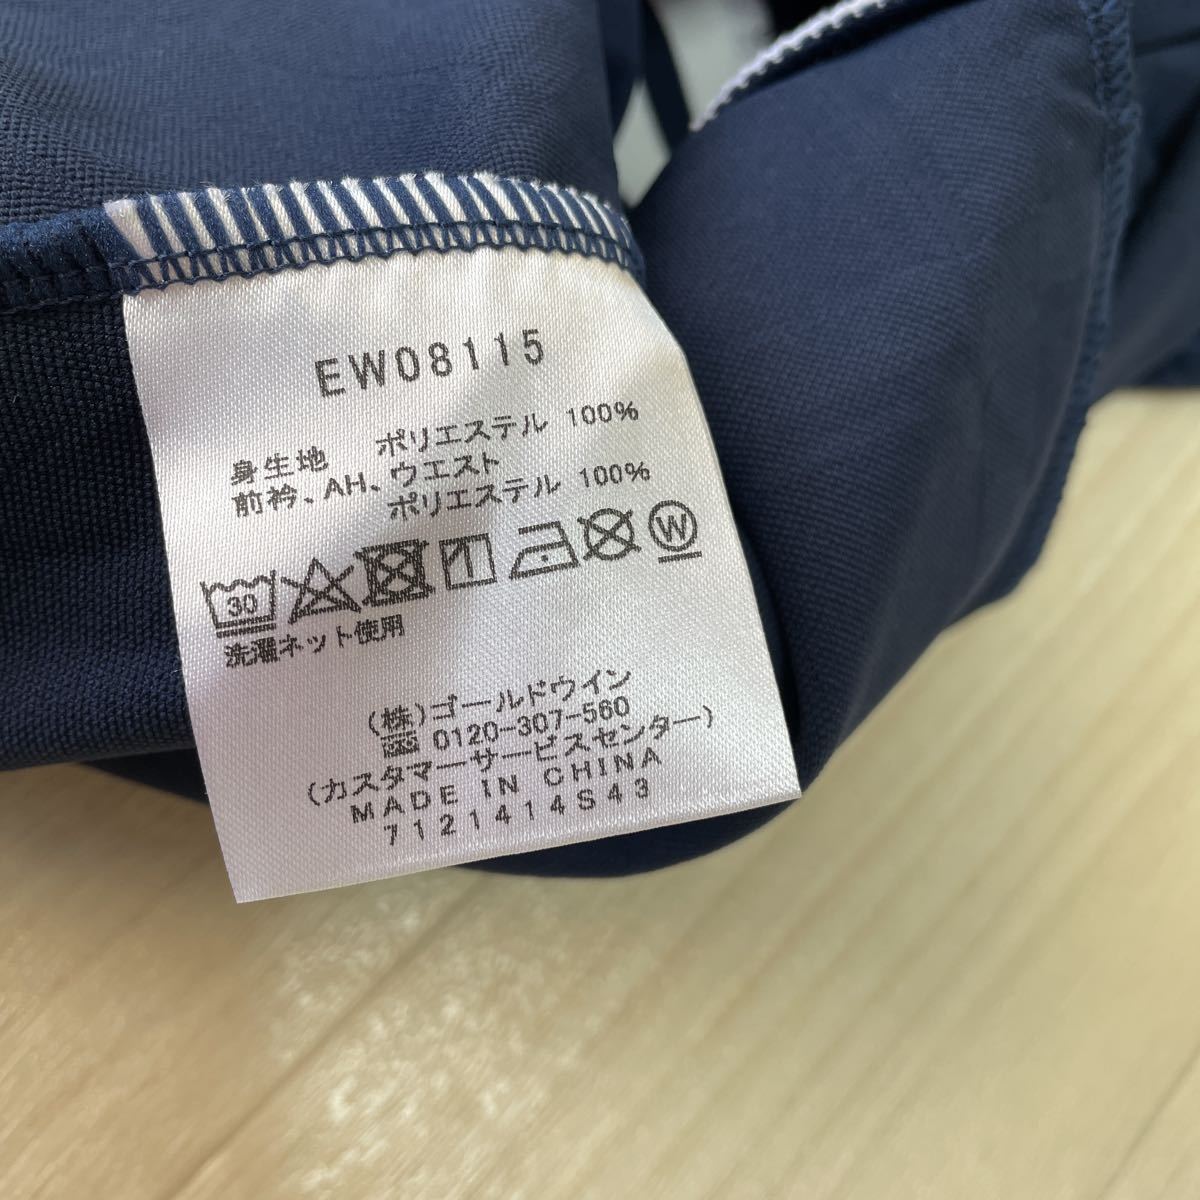 EW08115
身生地 ポリエステル 100%
前衿、AH、ウエスト
ポリエステル 100%
30 W
洗濯ネット使用
(株)ゴールドウイン
0120-307-560
(カスタマーサービスセンター)
MADE IN CHINA
7121414S43